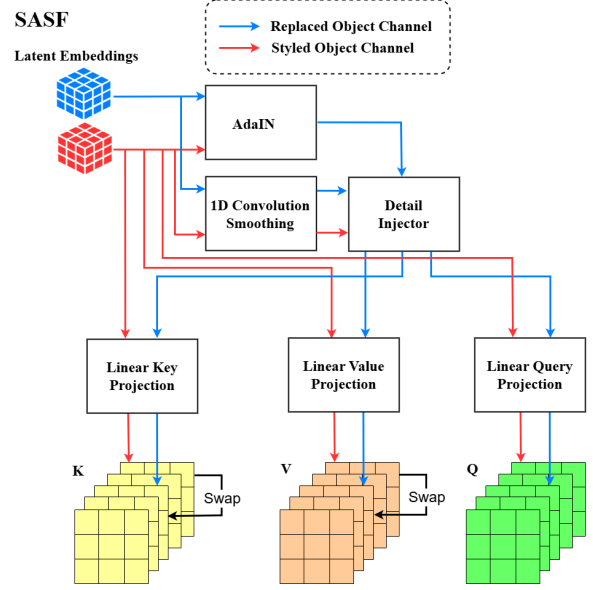 SASF
Replaced Object Channel
Styled Object Channel
Latent Embeddings
AdaIN
1D Convolution
Smoothing
Detail
Injector
Linear Key
Projection
Linear Value
Projection
Linear Query
Projection
K
Swap
V
Swap
Q